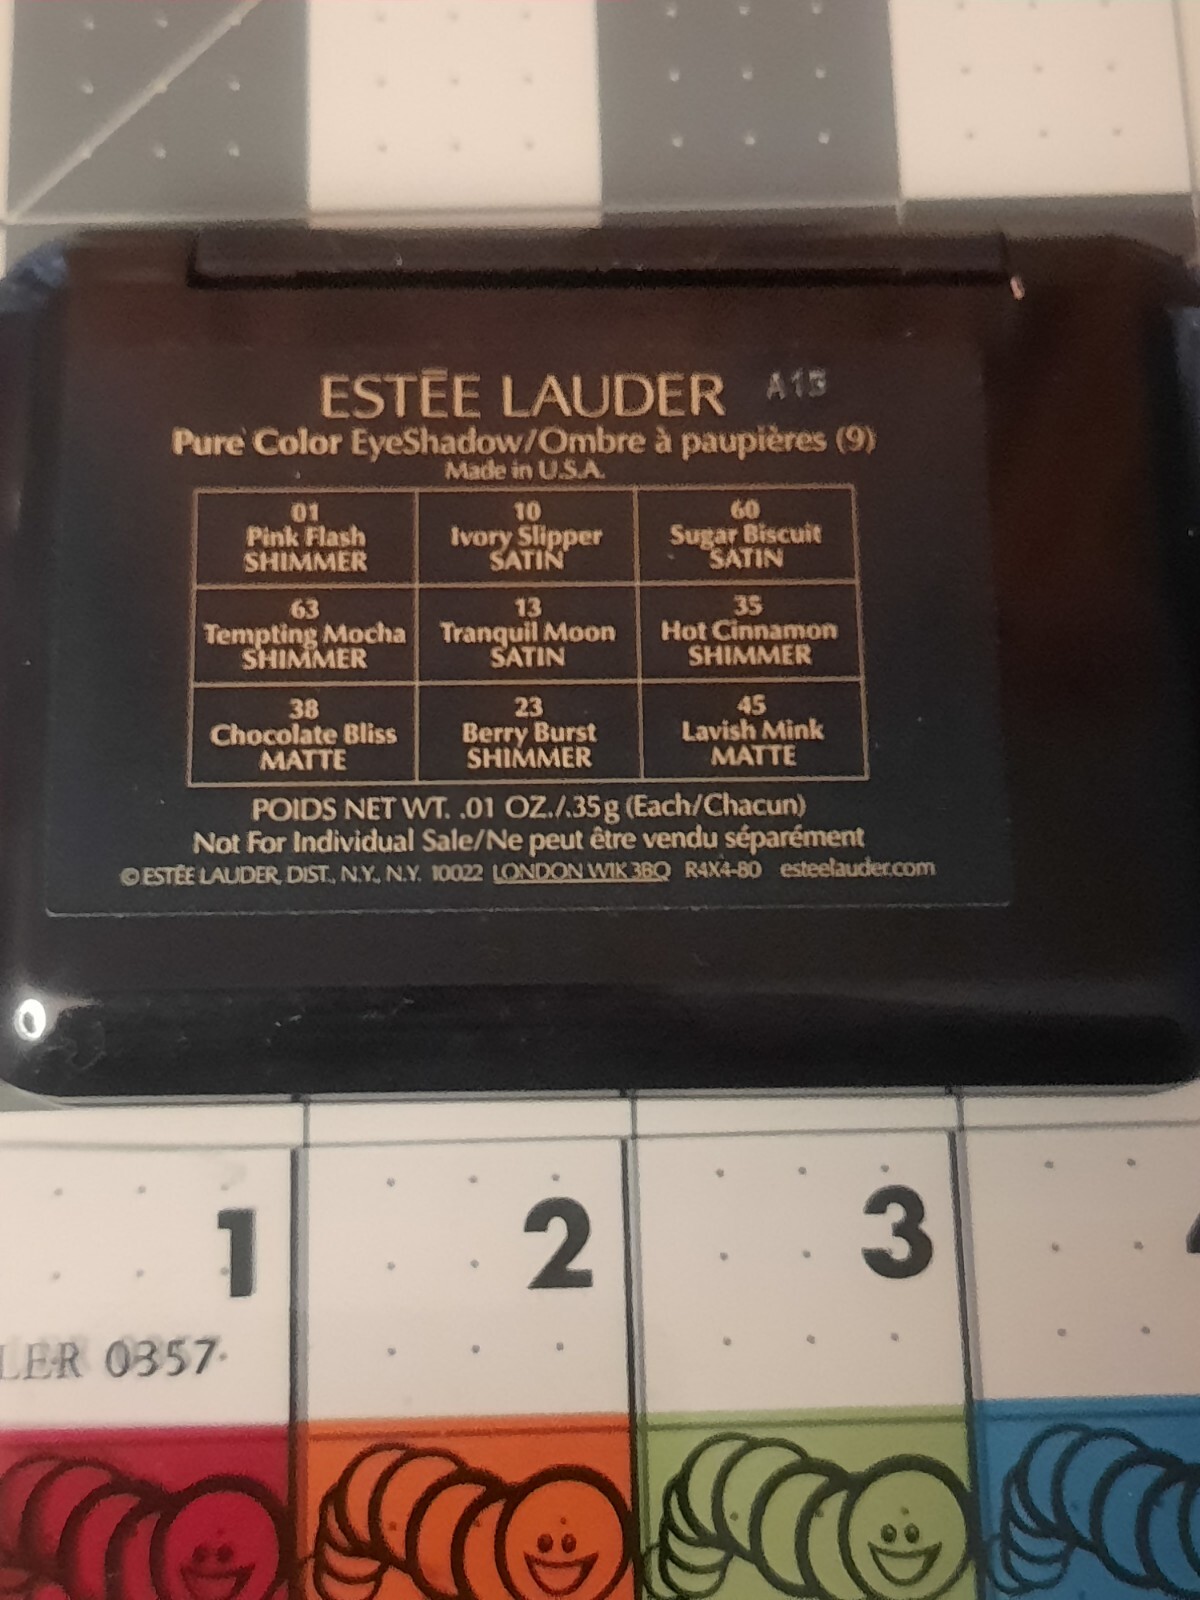 ESTĒE LAUDER A15
Pure Color EyeShadow/Ombre à paupières (9)
Made in U.S.A.
01
Pink Flash
SHIMMER
10
Ivory Slipper
SATIN
60
Sugar Biscuit
SATIN
63
Tempting Mocha
SHIMMER
13
Tranquil Moon
SATIN
35
Hot Cinnamon
SHIMMER
38
Chocolate Bliss
MATTE
23
Berry Burst
SHIMMER
45
Lavish Mink
MATTE
POIDS NET WT. .01 OZ./.35g (Each/Chacun)
Not For Individual Sale/Ne peut être vendu séparément
© ESTĒE LAUDER, DIST., N.Y., N.Y. 10022 LONDON W1K 3BQ R4X4-80 esteelauder.com
1 2 3
LER 0357